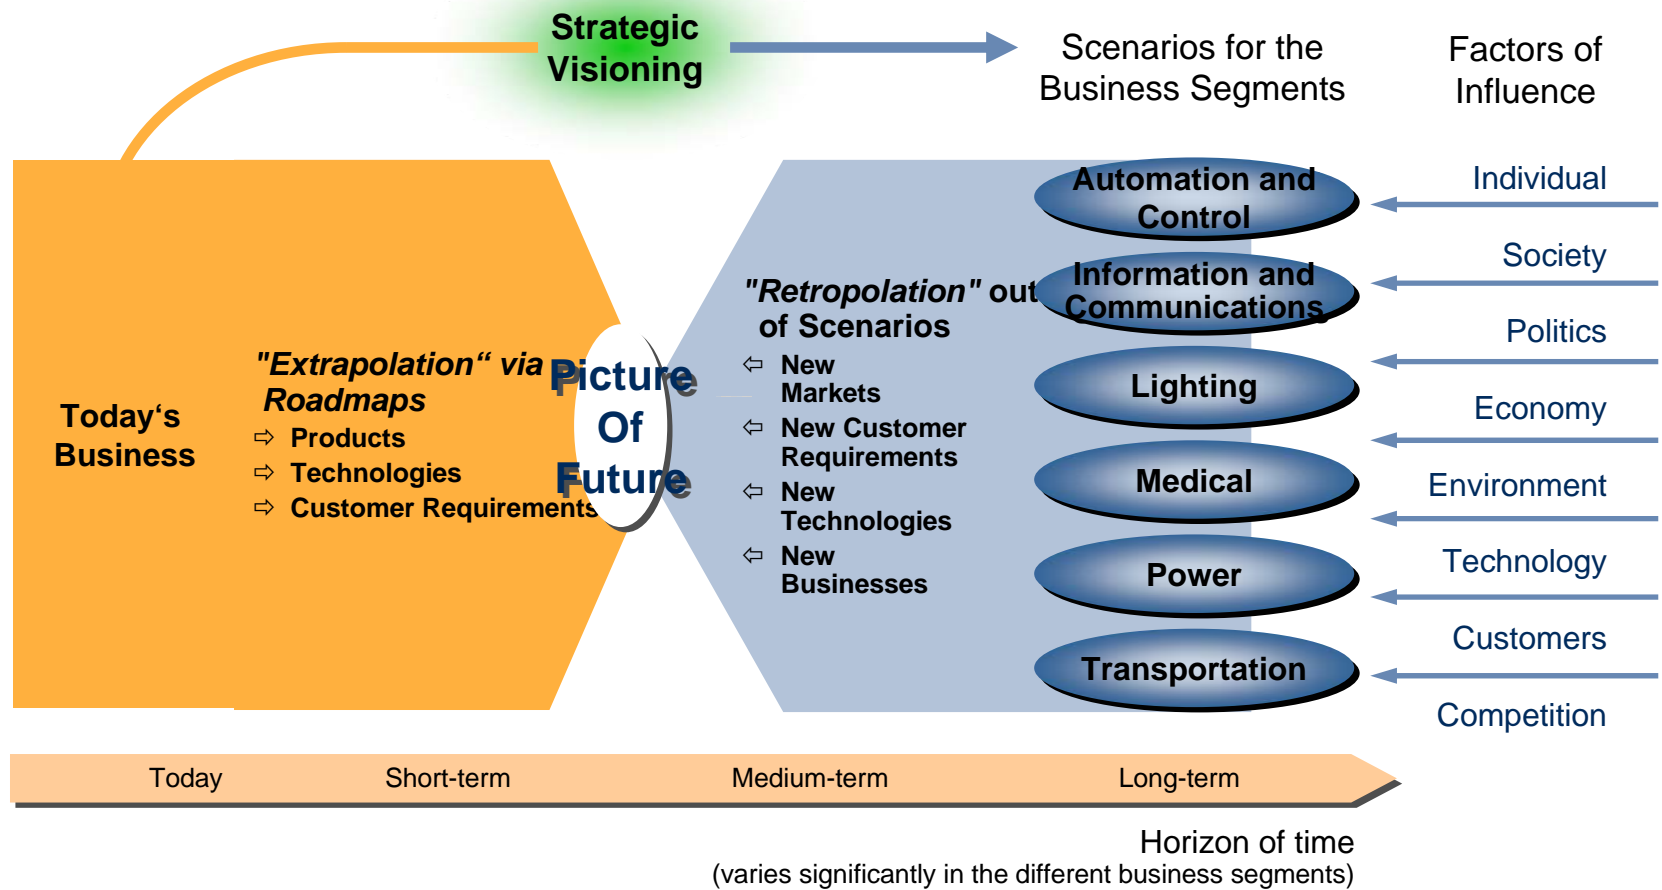 Strategic
Visioning
Scenarios for the
Business Segments
Factors of
Influence
Today‘s
Business
"Extrapolation“ via
Roadmaps
⇨ Products
⇨ Technologies
⇨ Customer Requirements
Picture
Of
Future
"Retropolation" out
of Scenarios
⇦ New
Markets
⇦ New Customer
Requirements
⇦ New
Technologies
⇦ New
Businesses
Automation and
Control
Information and
Communications
Lighting
Medical
Power
Transportation
Individual
Society
Politics
Economy
Environment
Technology
Customers
Competition
Today
Short-term
Medium-term
Long-term
Horizon of time
(varies significantly in the different business segments)